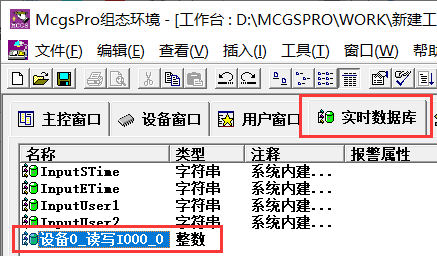 McgsPro组态环境 - [工作台 : D:\MCGSPRO\WORK\新建工
文件(F) 编辑(E) 查看(V) 插入(I) 工具(T) 窗口(W) 帮助
主控窗口 设备窗口 用户窗口 实时数据库
名称 类型 注释 报警属性
InputSTime 字符串 系统内建...
InputETime 字符串 系统内建...
InputUser1 字符串 系统内建...
InputUser2 字符串 系统内建...
设备0_读写I000_0 整数